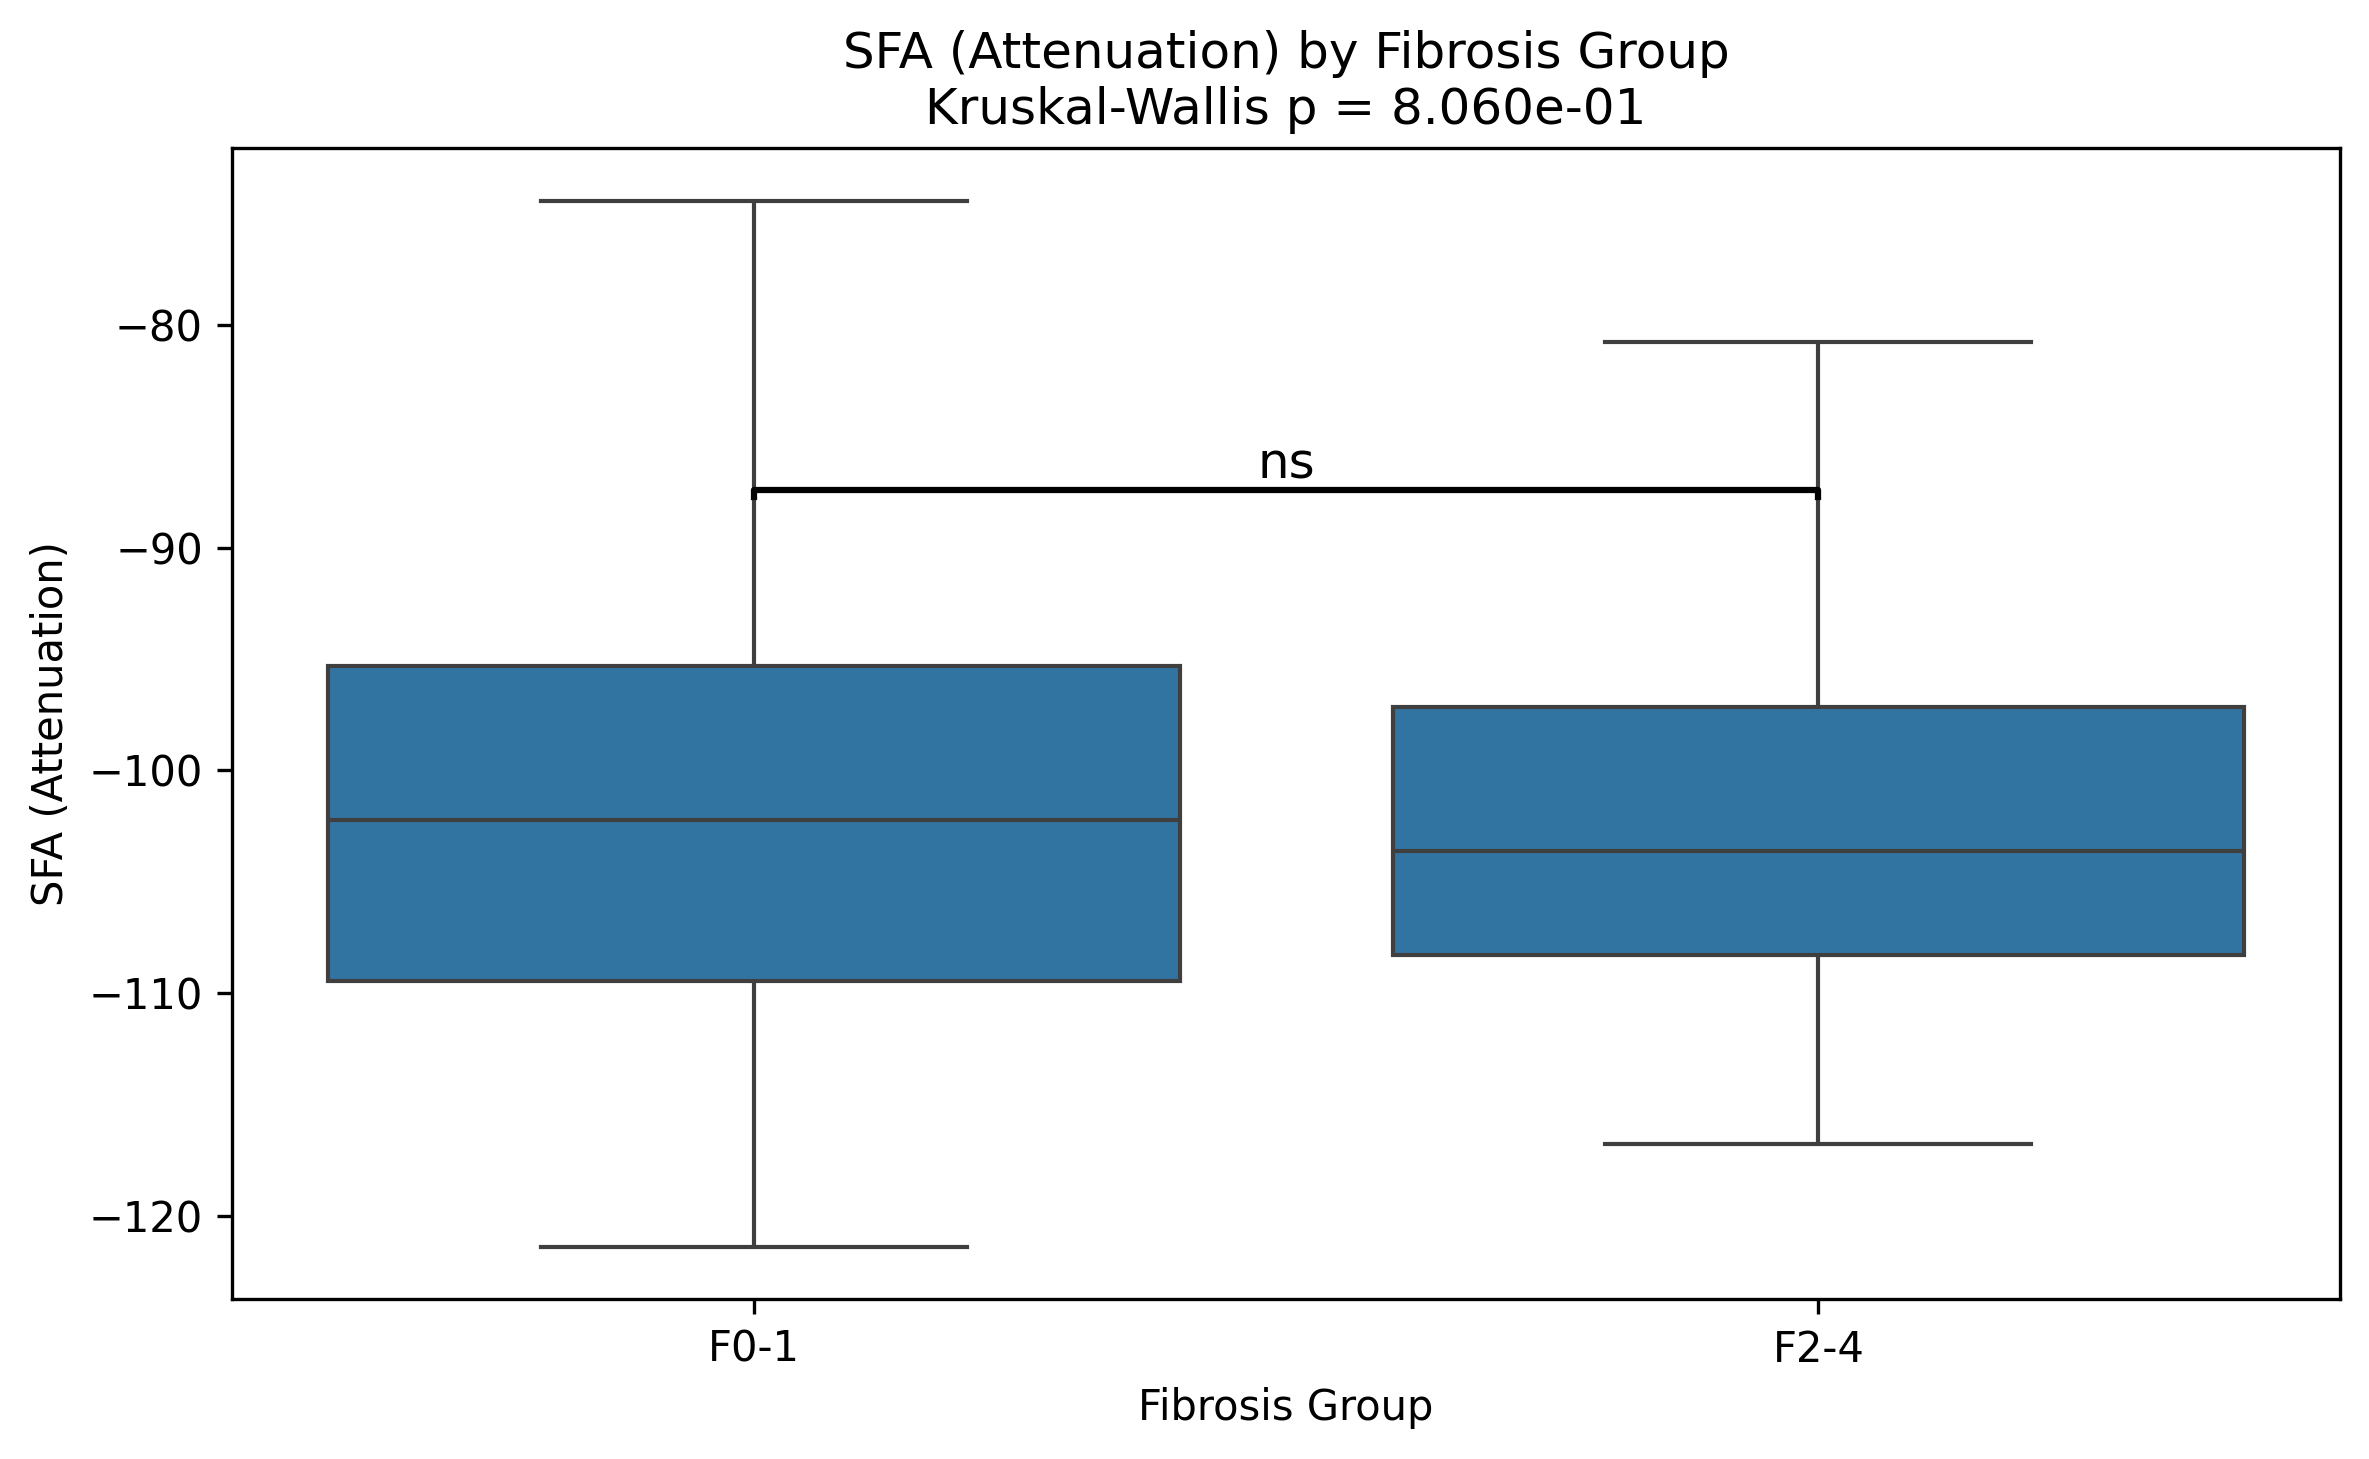 SFA (Attenuation) by Fibrosis Group
Kruskal-Wallis p = 8.060e-01
SFA (Attenuation)
−80
−90
−100
−110
−120
ns
F0-1
F2-4
Fibrosis Group